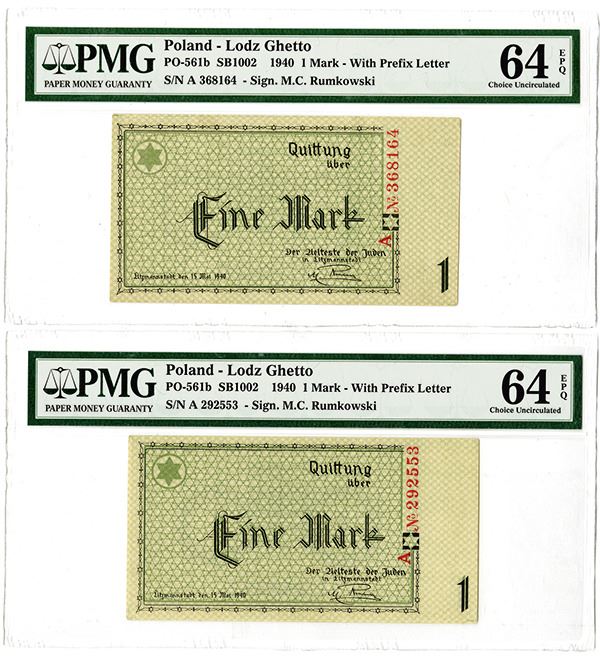 PMG
PAPER MONEY GUARANTY
Poland - Lodz Ghetto
PO-561b SB1002 1940 1 Mark - With Prefix Letter
S/N A 368164 - Sign. M.C. Rumkowski
64 EPQ
Choice Uncirculated
Quittung
über
Eine Mark
A № 368164
Der Aelteste der Juden
in Litzmannstadt
Litzmannstadt, den 15. Mai 1940
1
PMG
PAPER MONEY GUARANTY
Poland - Lodz Ghetto
PO-561b SB1002 1940 1 Mark - With Prefix Letter
S/N A 292553 - Sign. M.C. Rumkowski
64 EPQ
Choice Uncirculated
Quittung
über
Eine Mark
A № 292553
Der Aelteste der Juden
in Litzmannstadt
Litzmannstadt, den 15. Mai 1940
1